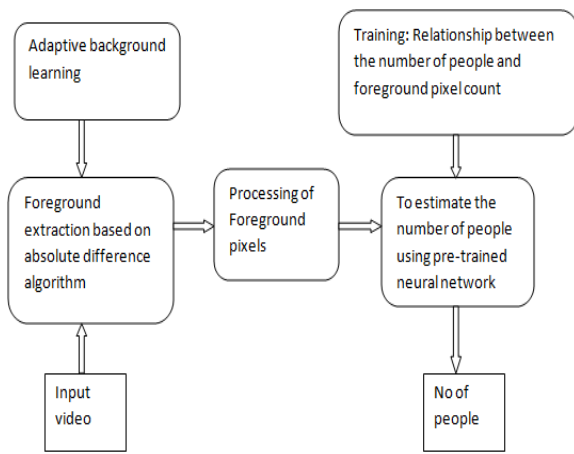 Adaptive background
learning
Training: Relationship between
the number of people and
foreground pixel count
Foreground
extraction based on
absolute difference
algorithm
Processing of
Foreground
pixels
To estimate the
number of people
using pre-trained
neural network
Input
video
No of
people